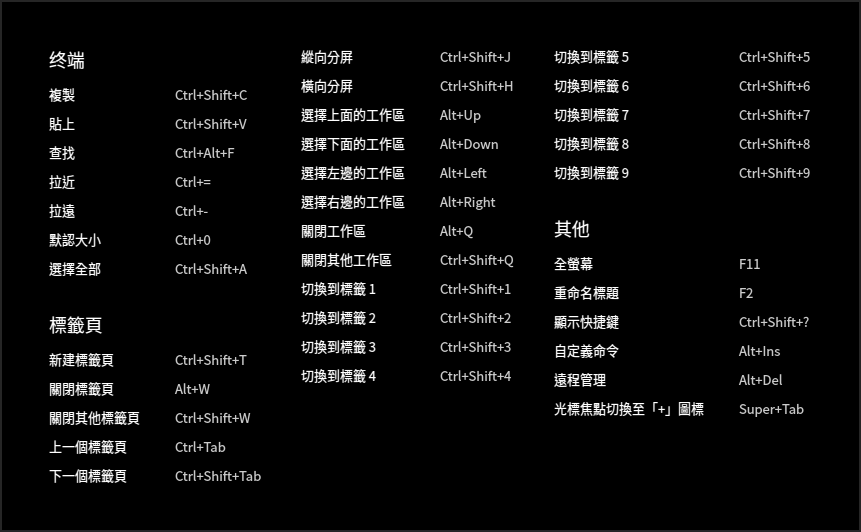 终端
複製 Ctrl+Shift+C
貼上 Ctrl+Shift+V
查找 Ctrl+Alt+F
拉近 Ctrl+=
拉遠 Ctrl+-
默認大小 Ctrl+0
選擇全部 Ctrl+Shift+A
標籤頁
新建標籤頁 Ctrl+Shift+T
關閉標籤頁 Alt+W
關閉其他標籤頁 Ctrl+Shift+W
上一個標籤頁 Ctrl+Tab
下一個標籤頁 Ctrl+Shift+Tab
縱向分屏 Ctrl+Shift+J
橫向分屏 Ctrl+Shift+H
選擇上面的工作區 Alt+Up
選擇下面的工作區 Alt+Down
選擇左邊的工作區 Alt+Left
選擇右邊的工作區 Alt+Right
關閉工作區 Alt+Q
關閉其他工作區 Ctrl+Shift+Q
切換到標籤 1 Ctrl+Shift+1
切換到標籤 2 Ctrl+Shift+2
切換到標籤 3 Ctrl+Shift+3
切換到標籤 4 Ctrl+Shift+4
切換到標籤 5 Ctrl+Shift+5
切換到標籤 6 Ctrl+Shift+6
切換到標籤 7 Ctrl+Shift+7
切換到標籤 8 Ctrl+Shift+8
切換到標籤 9 Ctrl+Shift+9
其他
全螢幕 F11
重命名標題 F2
顯示快捷鍵 Ctrl+Shift+?
自定義命令 Alt+Ins
遠程管理 Alt+Del
光標焦點切換至「+」圖標 Super+Tab